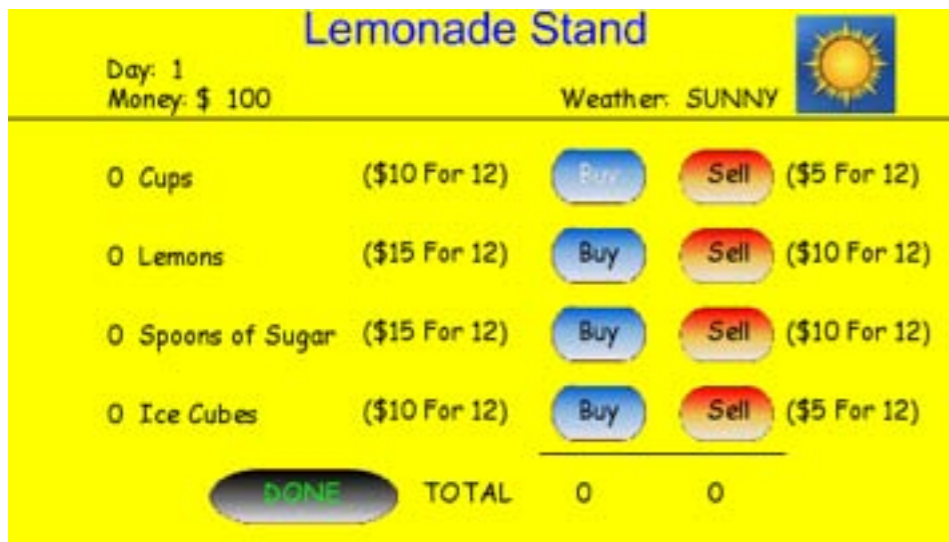 Lemonade Stand
Day: 1
Money: $ 100 Weather: SUNNY
0 Cups ($10 For 12) Buy Sell ($5 For 12)
0 Lemons ($15 For 12) Buy Sell ($10 For 12)
0 Spoons of Sugar ($15 For 12) Buy Sell ($10 For 12)
0 Ice Cubes ($10 For 12) Buy Sell ($5 For 12)
DONE TOTAL 0 0